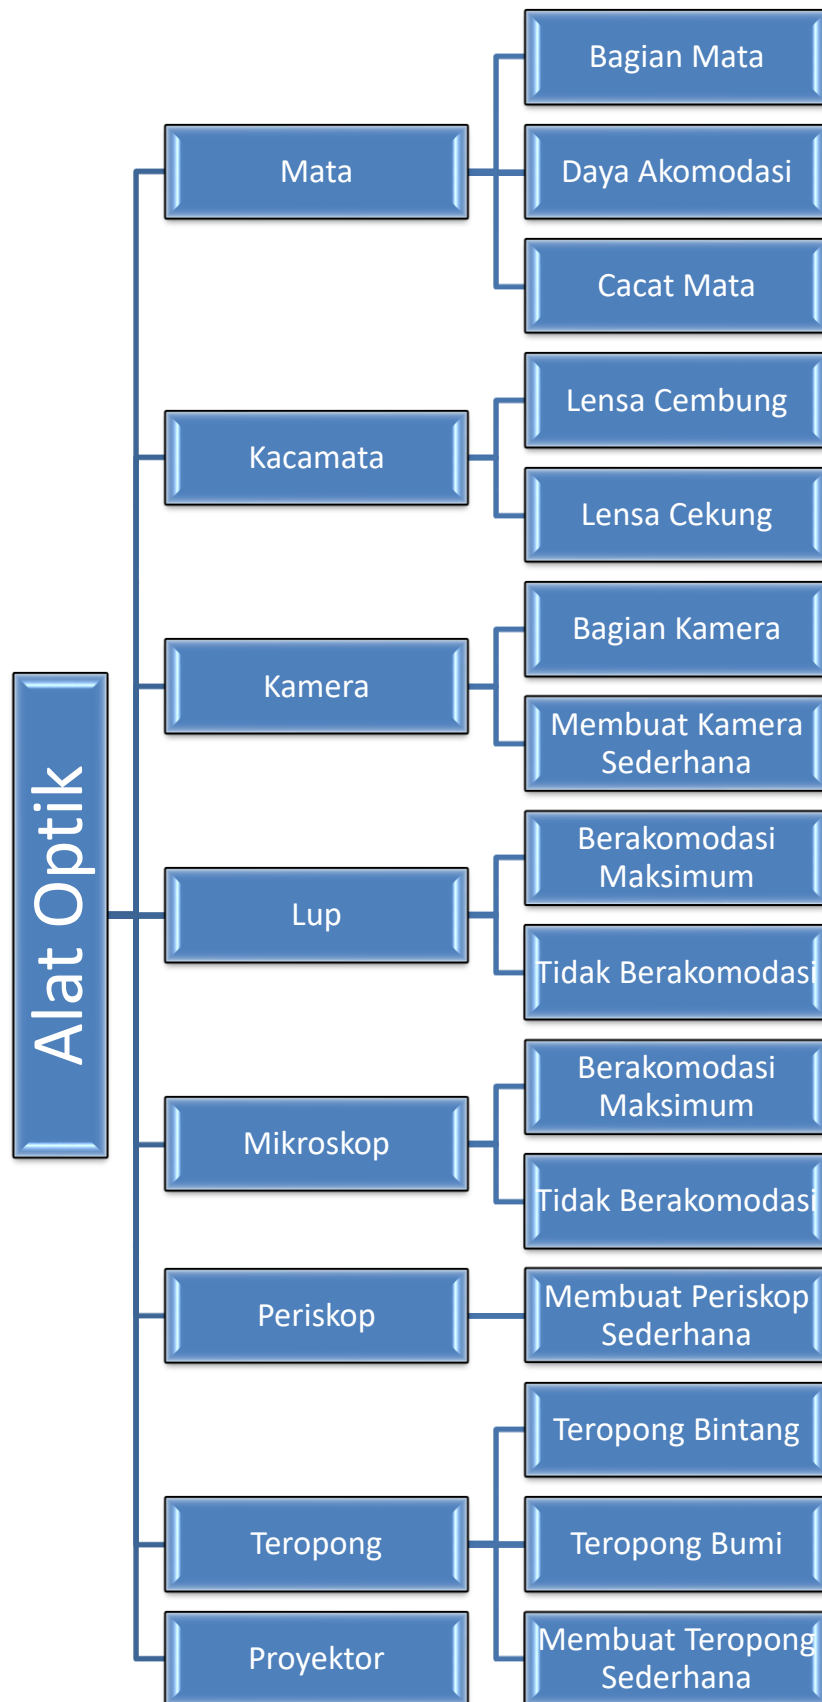 Alat Optik
Mata
Bagian Mata
Daya Akomodasi
Cacat Mata
Kacamata
Lensa Cembung
Lensa Cekung
Kamera
Bagian Kamera
Membuat Kamera
Sederhana
Lup
Berakomodasi
Maksimum
Tidak Berakomodasi
Mikroskop
Berakomodasi
Maksimum
Tidak Berakomodasi
Periskop
Membuat Periskop
Sederhana
Teropong
Teropong Bintang
Teropong Bumi
Membuat Teropong
Sederhana
Proyektor